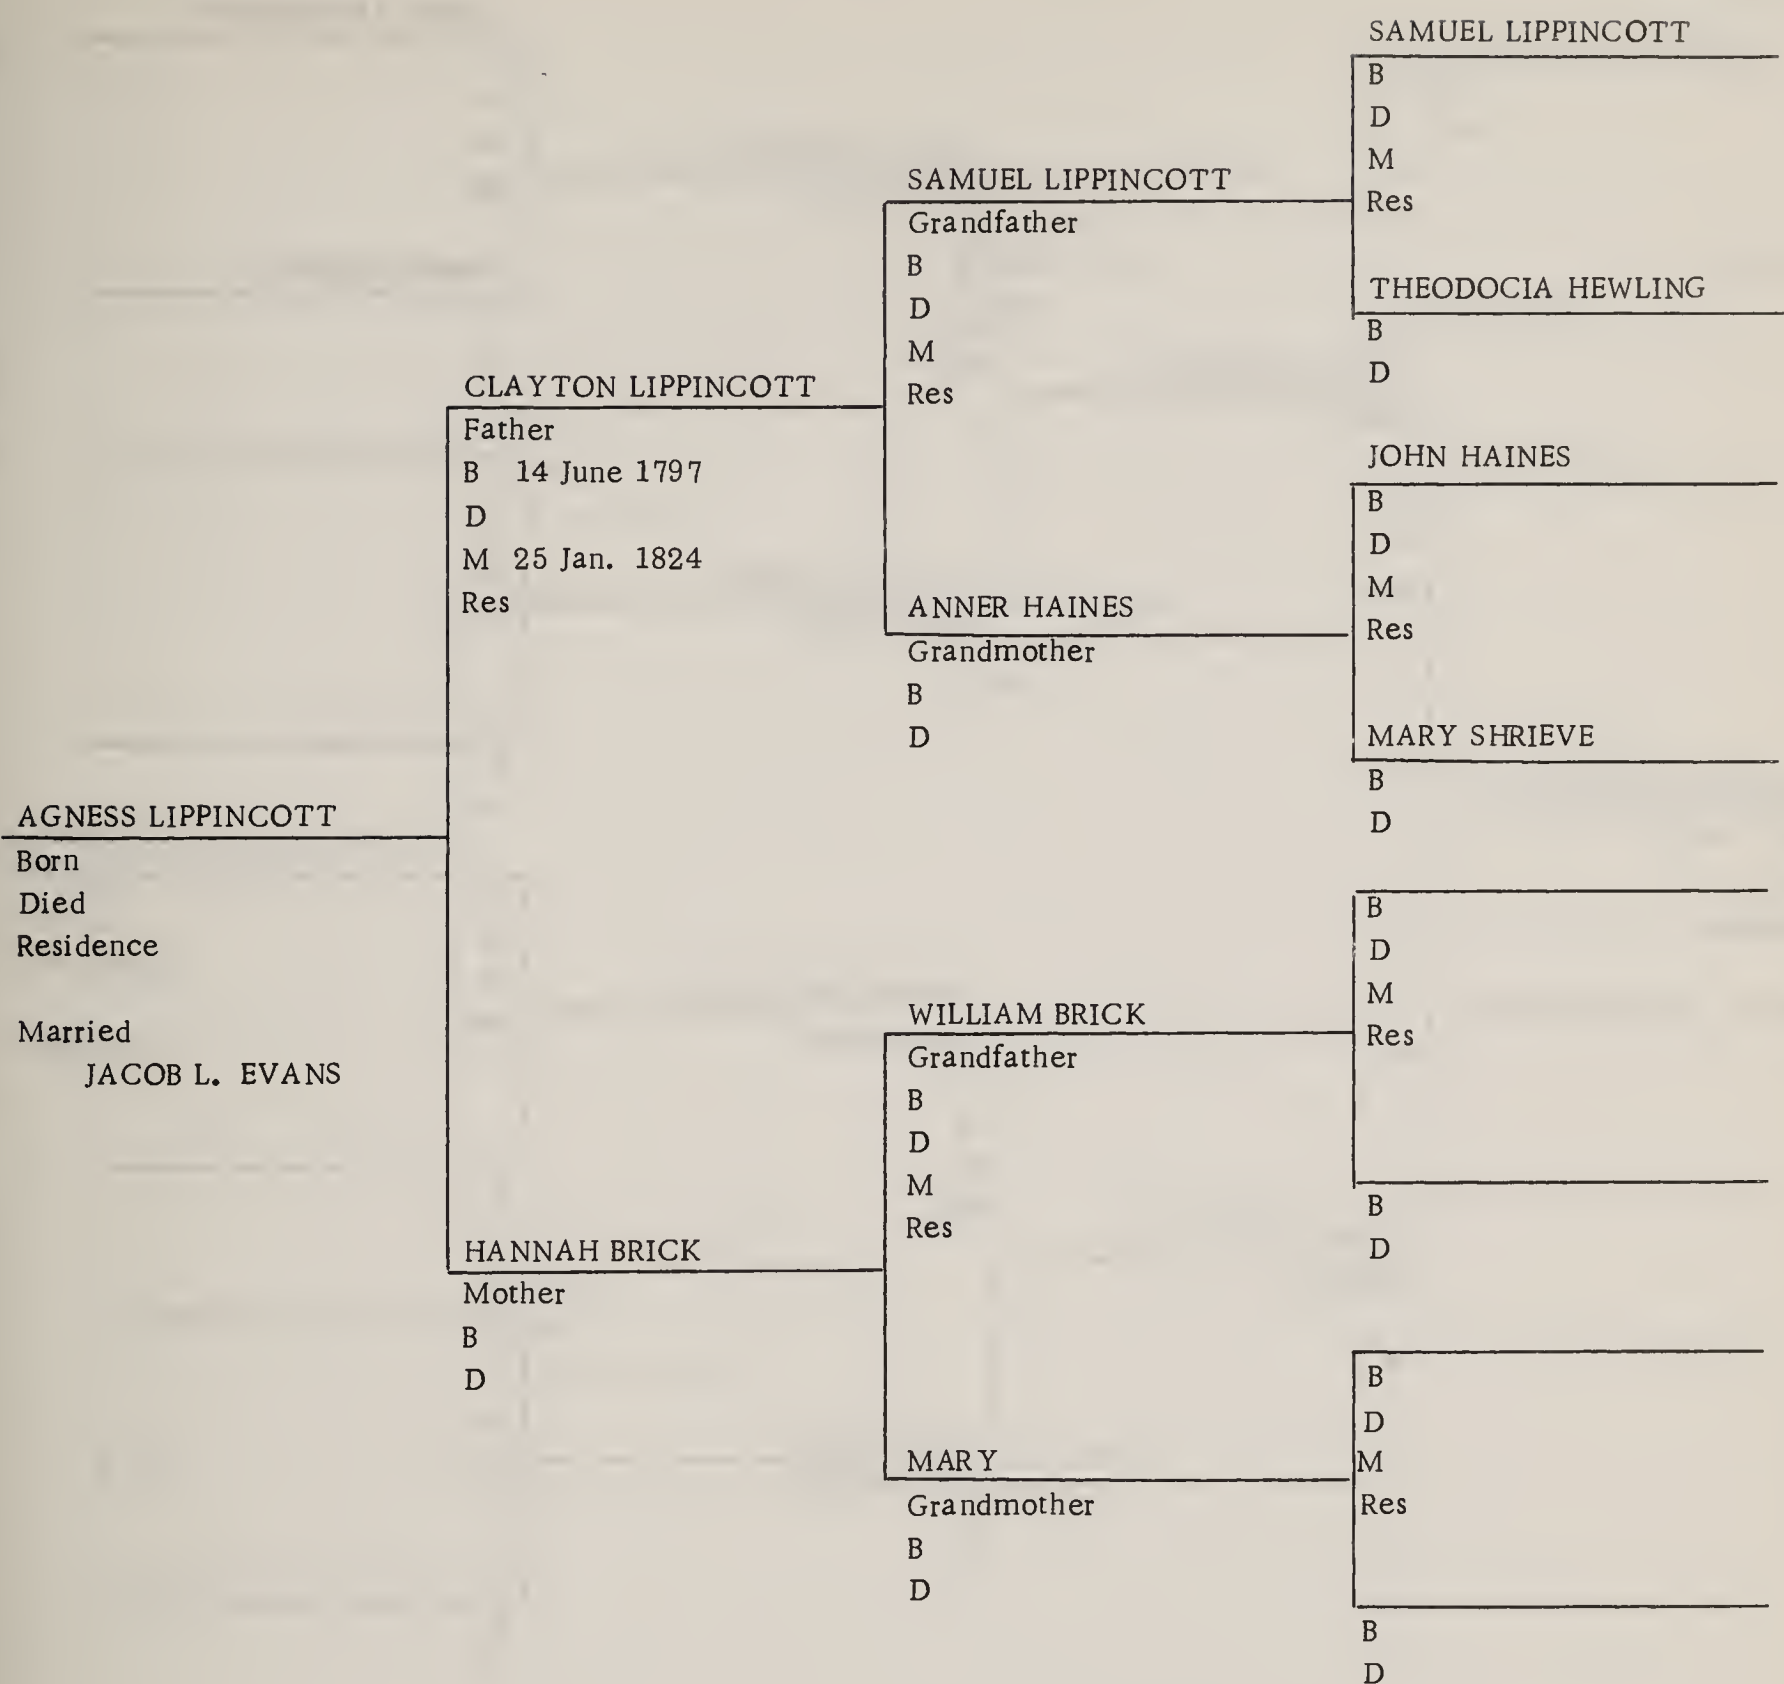 AGNESS LIPPINCOTT
Born
Died
Residence
Married
JACOB L. EVANS
CLAYTON LIPPINCOTT
Father
B 14 June 1797
D
M 25 Jan. 1824
Res
HANNAH BRICK
Mother
B
D
SAMUEL LIPPINCOTT
Grandfather
B
D
M
Res
ANNER HAINES
Grandmother
B
D
WILLIAM BRICK
Grandfather
B
D
M
Res
MARY
Grandmother
B
D
SAMUEL LIPPINCOTT
B
D
M
Res
THEODOCIA HEWLING
B
D
JOHN HAINES
B
D
M
Res
MARY SHRIEVE
B
D
B
D
M
Res
B
D
B
D
M
Res
B
D